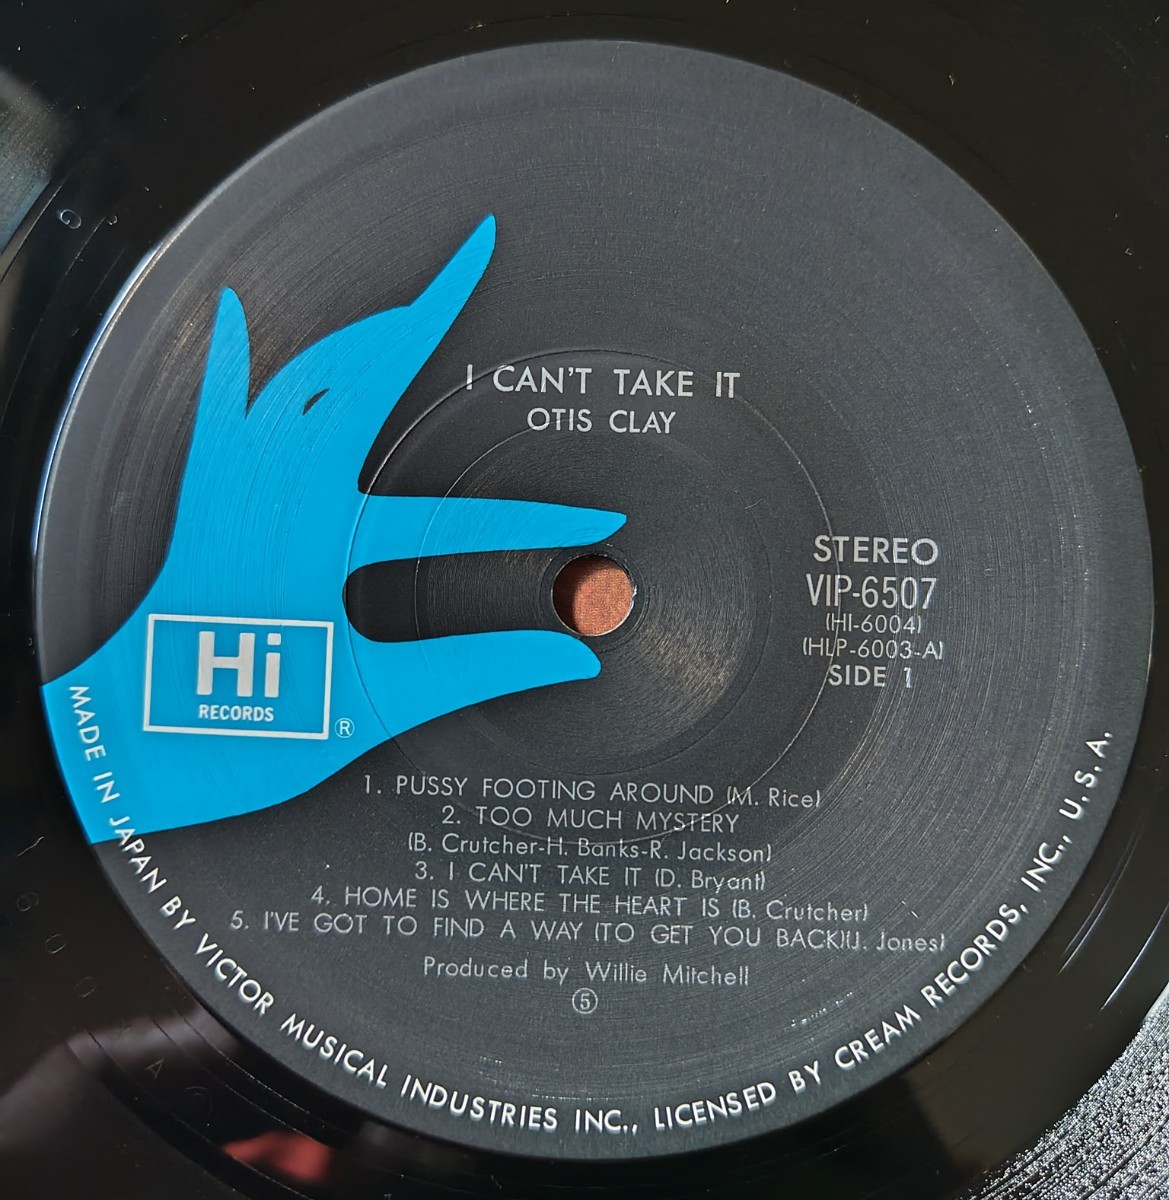 I CAN'T TAKE IT
OTIS CLAY
STEREO
VIP-6507
(HI-6004)
(HLP-6003-A)
SIDE 1
Hi
RECORDS
®
1. PUSSY FOOTING AROUND (M. Rice)
2. TOO MUCH MYSTERY
(B. Crutcher-H. Banks-R. Jackson)
3. I CAN'T TAKE IT (D. Bryant)
4. HOME IS WHERE THE HEART IS (B. Crutcher)
5. I'VE GOT TO FIND A WAY (TO GET YOU BACK)(J. Jones)
Produced by Willie Mitchell
⑤
MADE IN JAPAN BY VICTOR MUSICAL INDUSTRIES INC., LICENSED BY CREAM RECORDS, INC., U.S.A.